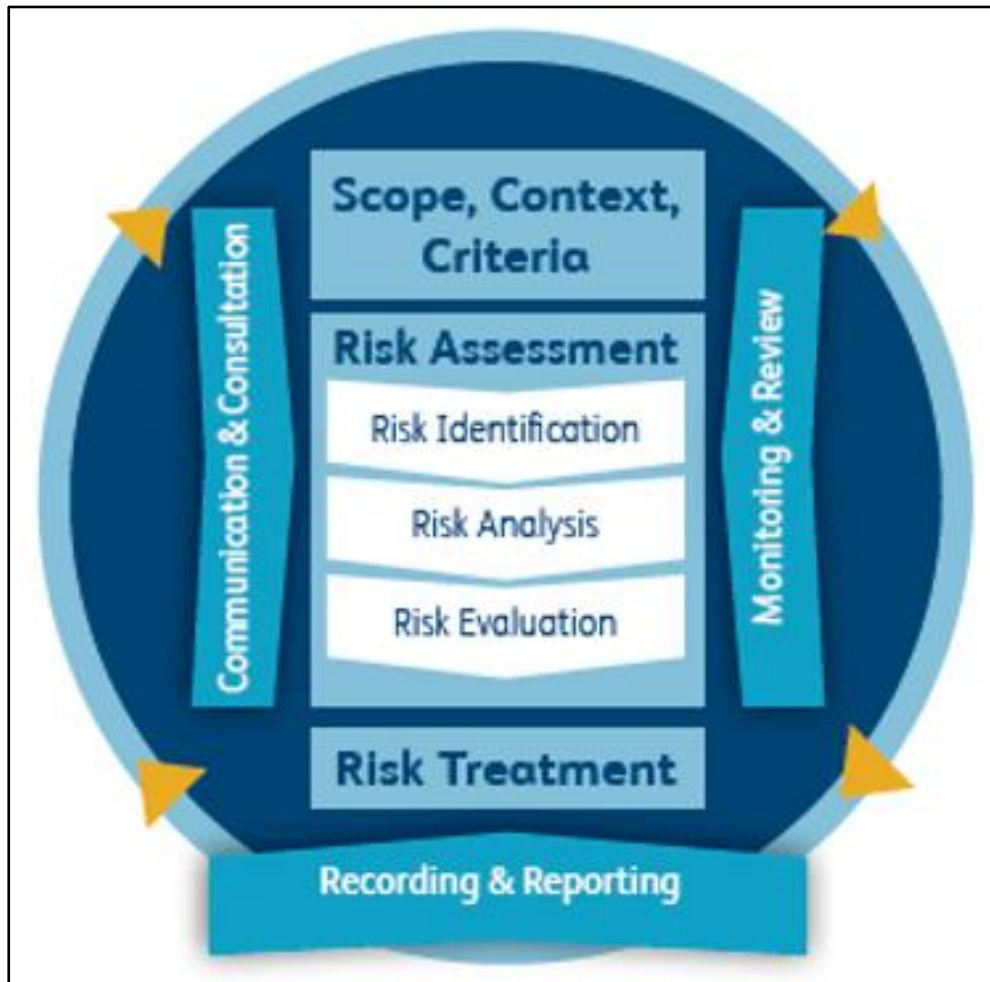 Scope, Context,
Criteria
Communication & Consultation
Monitoring & Review
Risk Assessment
Risk Identification
Risk Analysis
Risk Evaluation
Risk Treatment
Recording & Reporting